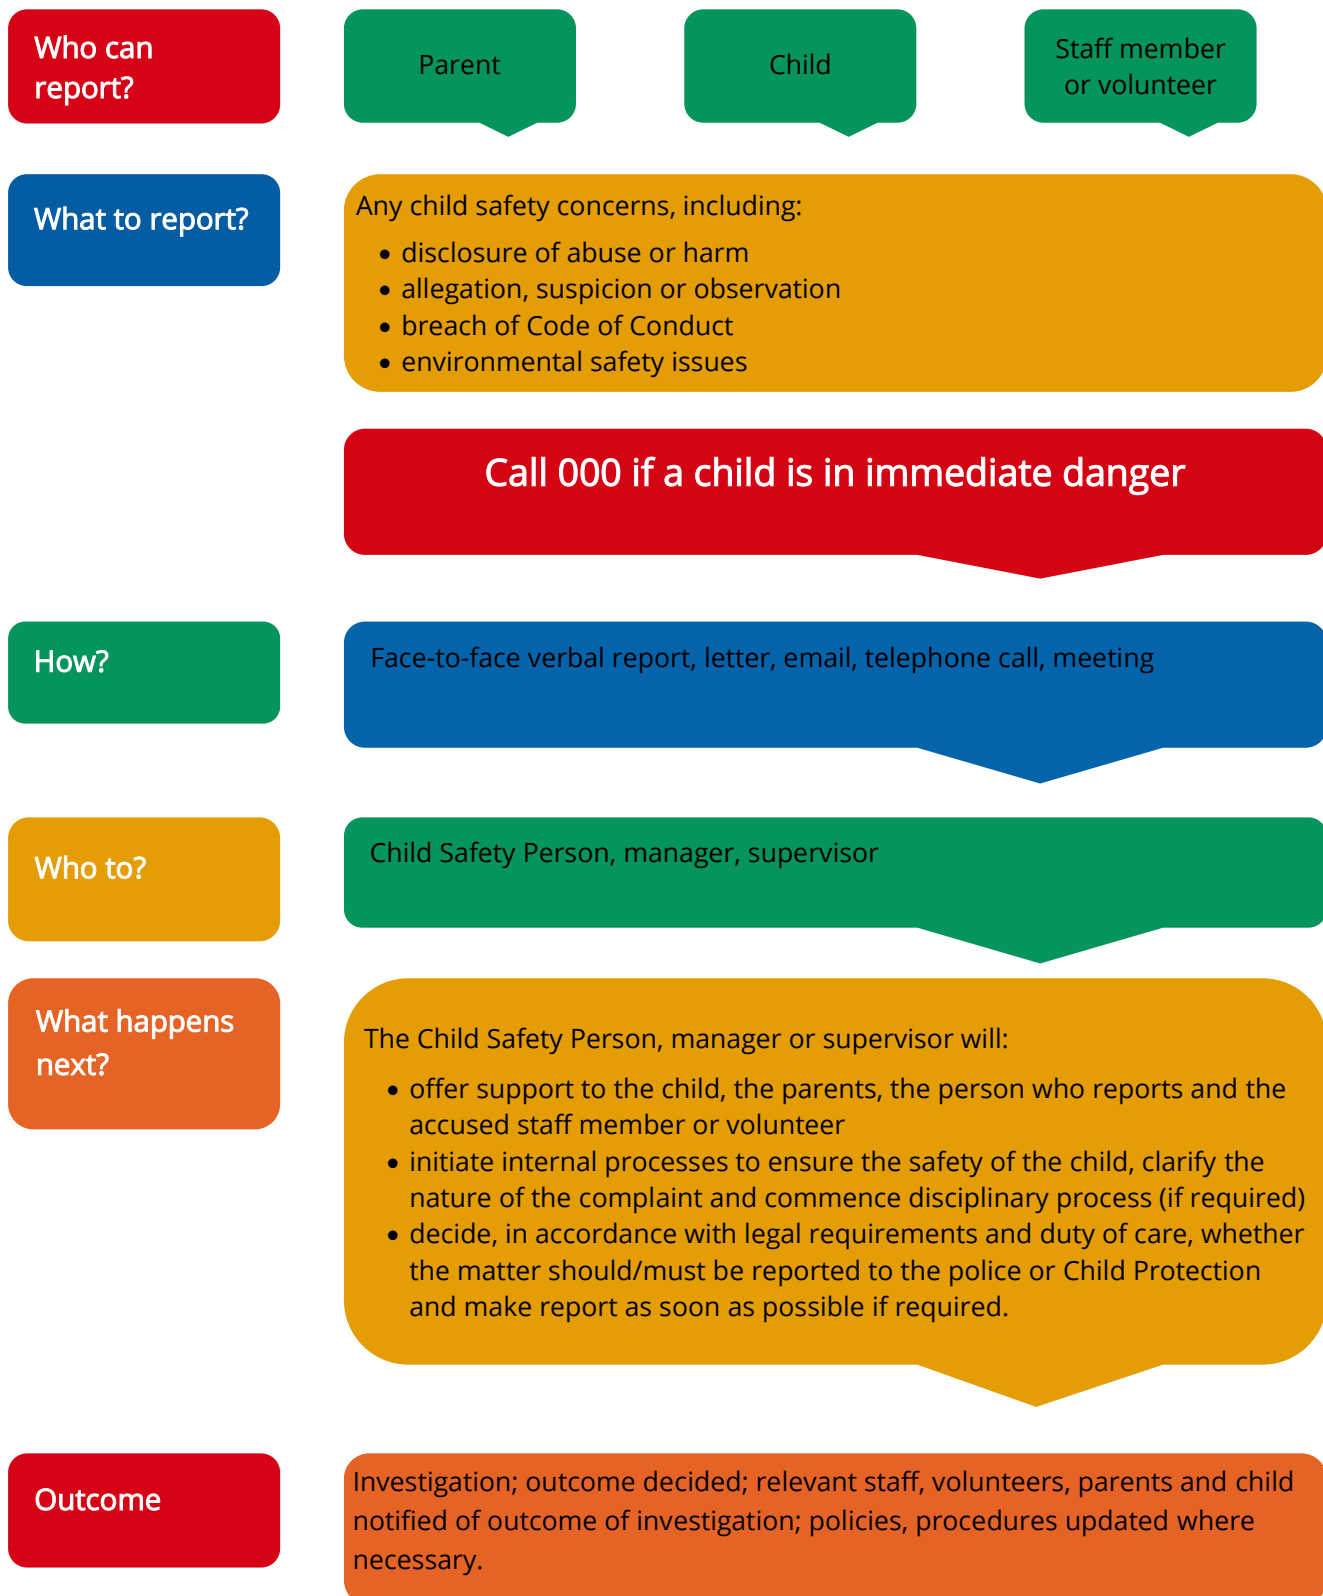 Who can
report?
Parent
Child
Staff member
or volunteer
What to report?
Any child safety concerns, including:
• disclosure of abuse or harm
• allegation, suspicion or observation
• breach of Code of Conduct
• environmental safety issues
Call 000 if a child is in immediate danger
How?
Face-to-face verbal report, letter, email, telephone call, meeting
Who to?
Child Safety Person, manager, supervisor
What happens
next?
The Child Safety Person, manager or supervisor will:
• offer support to the child, the parents, the person who reports and the
accused staff member or volunteer
• initiate internal processes to ensure the safety of the child, clarify the
nature of the complaint and commence disciplinary process (if required)
• decide, in accordance with legal requirements and duty of care, whether
the matter should/must be reported to the police or Child Protection
and make report as soon as possible if required.
Outcome
Investigation; outcome decided; relevant staff, volunteers, parents and child
notified of outcome of investigation; policies, procedures updated where
necessary.